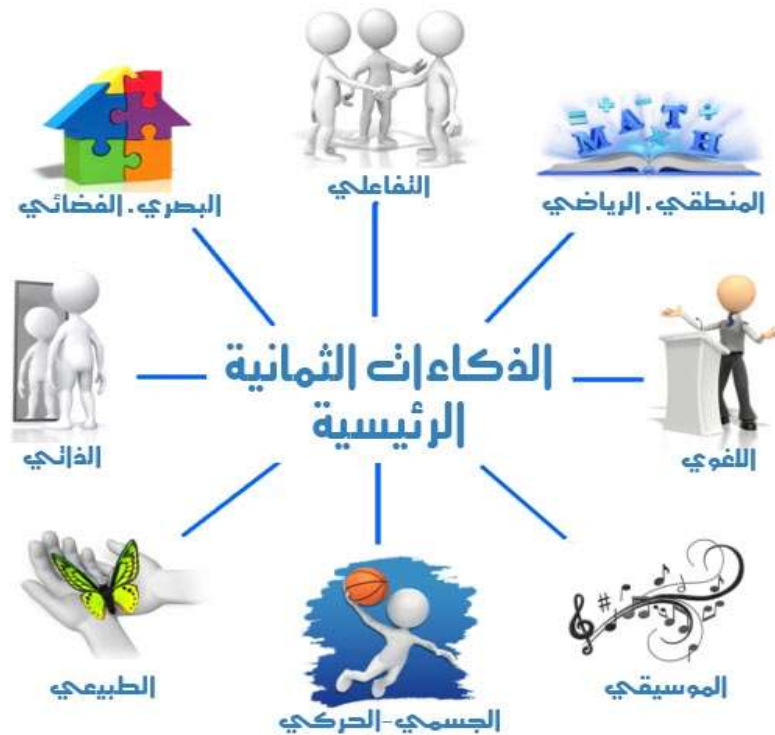 التفاعلي
المنطقي . الرياضي
البصري . الفضائي
MATH
الذكاءات الثمانية
الرئيسية
اللغوي
الذاتي
الموسيقي
الجسمي-الحركي
الطبيعي